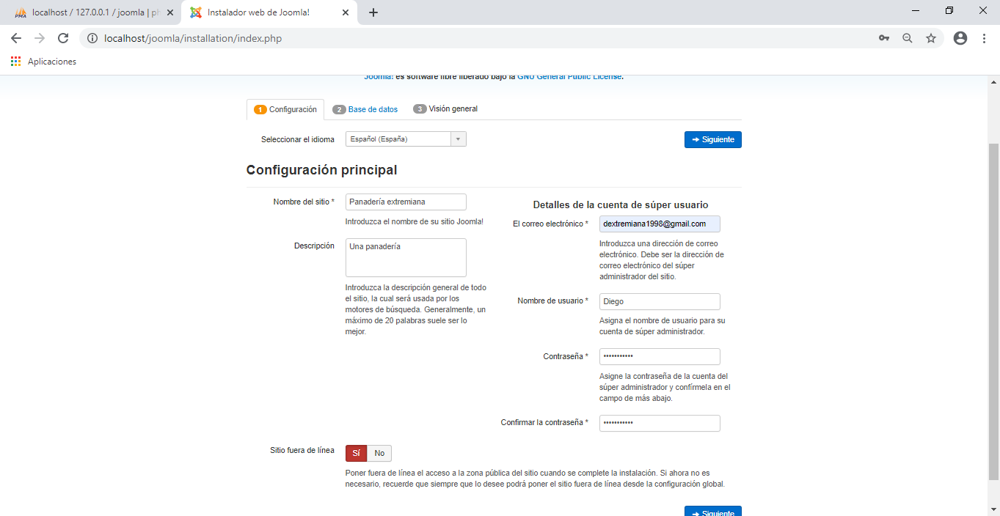 localhost / 127.0.0.1 / joomla | ph
Instalador web de Joomla!
localhost/joomla/installation/index.php
Aplicaciones
Joomla! es software libre liberado bajo la GNU General Public License.
1 Configuración
2 Base de datos
3 Visión general
Seleccionar el idioma
Español (España)
Siguiente
Configuración principal
Nombre del sitio *
Panadería extremiana
Introduzca el nombre de su sitio Joomla!
Descripción
Una panadería
Introduzca la descripción general de todo
el sitio, la cual será usada por los
motores de búsqueda. Generalmente, un
máximo de 20 palabras suele ser lo
mejor.
Detalles de la cuenta de súper usuario
El correo electrónico *
dextremiana1998@gmail.com
Introduzca una dirección de correo
electrónico. Debe ser la dirección de
correo electrónico del súper
administrador del sitio.
Nombre de usuario *
Diego
Asigna el nombre de usuario para su
cuenta de súper administrador.
Contraseña *
•••••••••••
Asigne la contraseña de la cuenta del
súper administrador y confírmela en el
campo de más abajo.
Confirmar la contraseña *
•••••••••••
Sitio fuera de línea
Sí No
Poner fuera de línea el acceso a la zona pública del sitio cuando se complete la instalación. Si ahora no es
necesario, recuerde que siempre que lo desee podrá poner el sitio fuera de línea desde la configuración global.
Siguiente